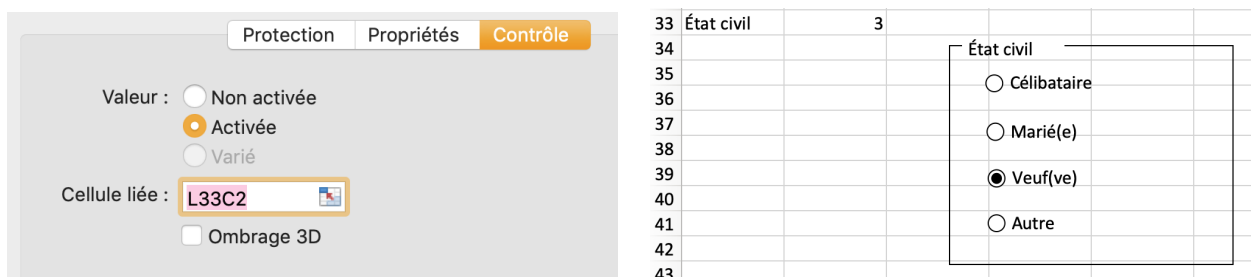 Protection Propriétés Contrôle
Valeur : Non activée
Activée
Varié
Cellule liée : L33C2
Ombrage 3D
33 État civil 3
34 État civil
35
36 Célibataire
37 Marié(e)
38
39 Veuf(ve)
40
41 Autre
42
43